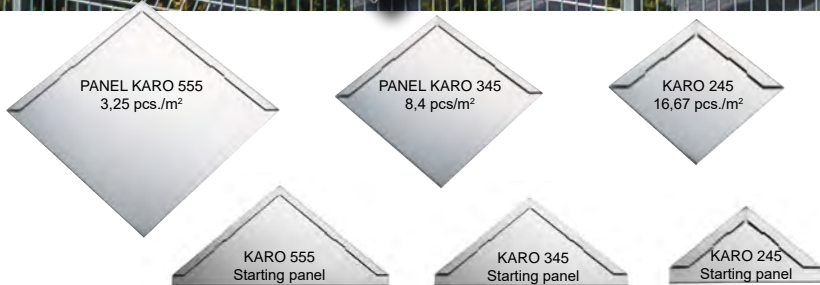 PANEL KARO 555
3,25 pcs./m²
PANEL KARO 345
8,4 pcs/m²
KARO 245
16,67 pcs./m²
KARO 555
Starting panel
KARO 345
Starting panel
KARO 245
Starting panel